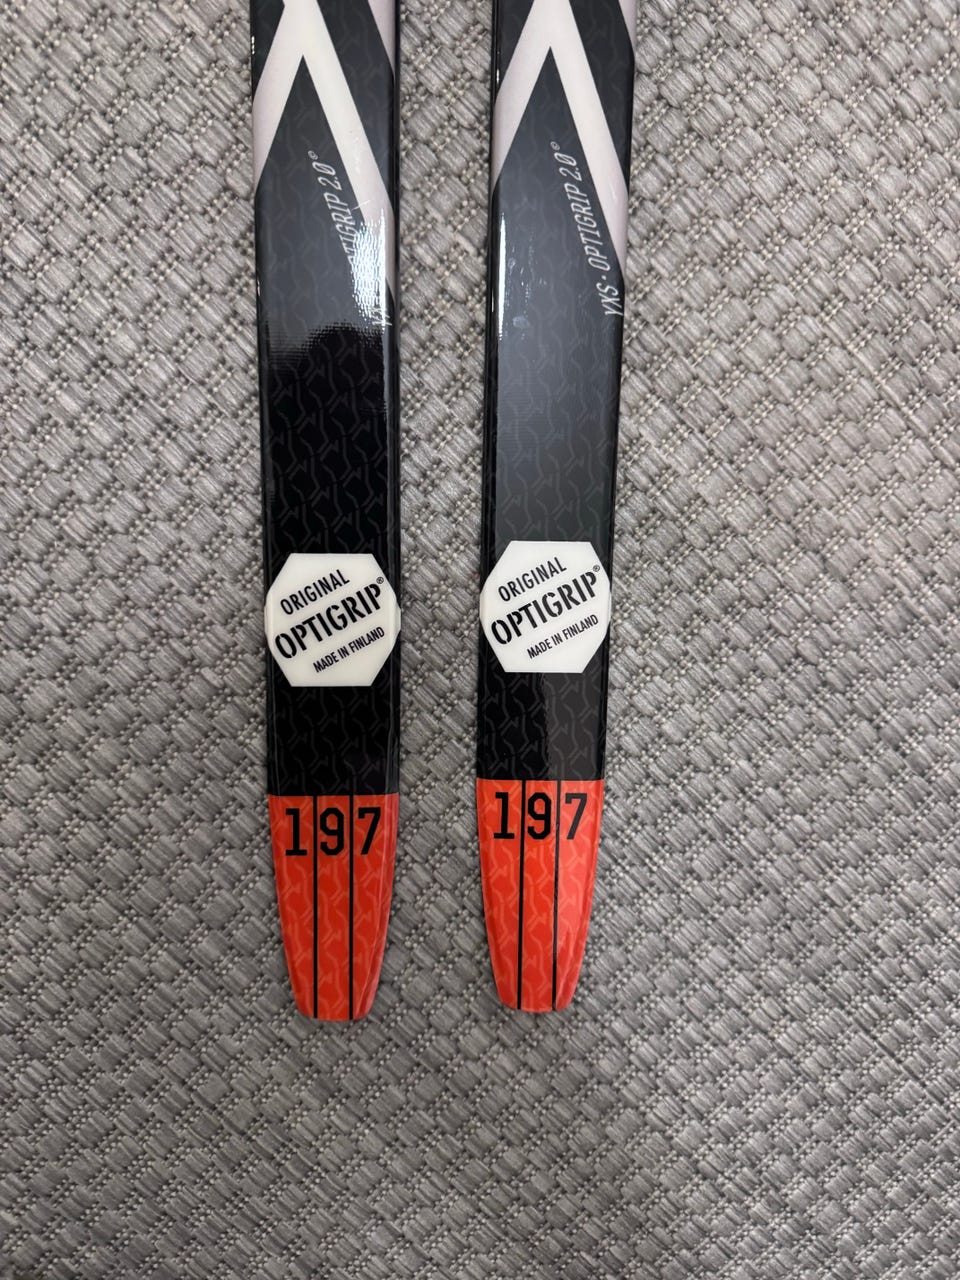 OPTIGRIP 2.0®
YXS · OPTIGRIP 2.0®
ORIGINAL
OPTIGRIP®
MADE IN FINLAND
ORIGINAL
OPTIGRIP®
MADE IN FINLAND
197
197